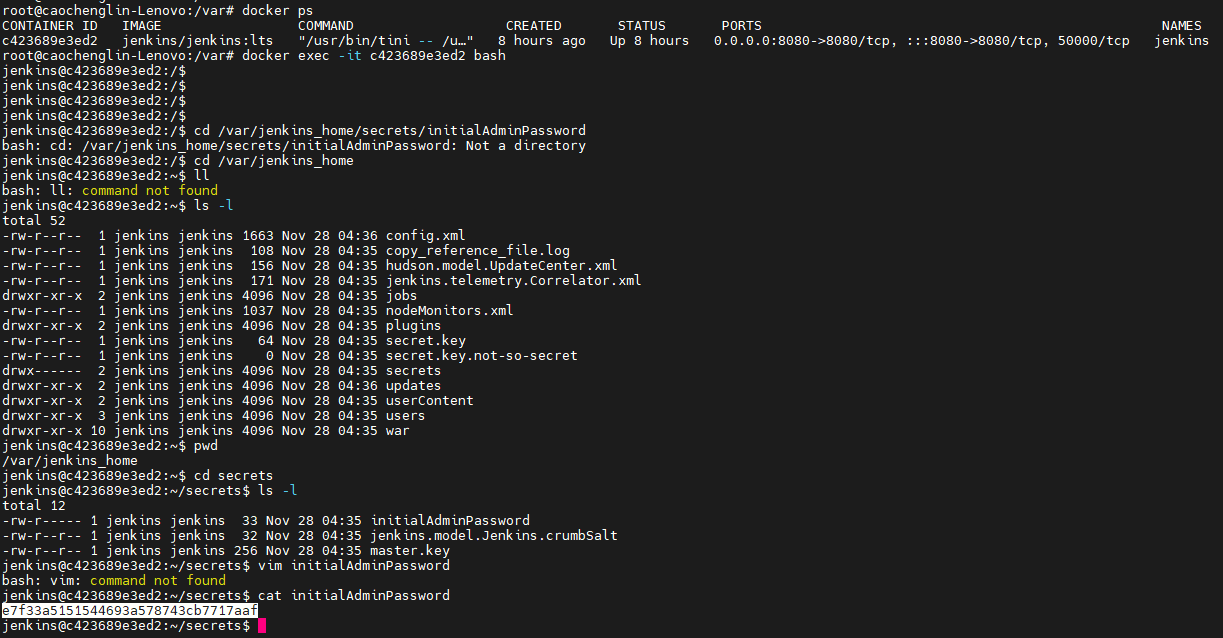 root@caochenglin-Lenovo:/var# docker ps
CONTAINER ID   IMAGE                 COMMAND                  CREATED       STATUS       PORTS                                                  NAMES
c423689e3ed2   jenkins/jenkins:lts   "/usr/bin/tini -- /u…"   8 hours ago   Up 8 hours   0.0.0.0:8080->8080/tcp, :::8080->8080/tcp, 50000/tcp   jenkins
root@caochenglin-Lenovo:/var# docker exec -it c423689e3ed2 bash
jenkins@c423689e3ed2:/$
jenkins@c423689e3ed2:/$
jenkins@c423689e3ed2:/$
jenkins@c423689e3ed2:/$
jenkins@c423689e3ed2:/$ cd /var/jenkins_home/secrets/initialAdminPassword
bash: cd: /var/jenkins_home/secrets/initialAdminPassword: Not a directory
jenkins@c423689e3ed2:/$ cd /var/jenkins_home
jenkins@c423689e3ed2:~$ ll
bash: ll: command not found
jenkins@c423689e3ed2:~$ ls -l
total 52
-rw-r--r--  1 jenkins jenkins 1663 Nov 28 04:36 config.xml
-rw-r--r--  1 jenkins jenkins  108 Nov 28 04:35 copy_reference_file.log
-rw-r--r--  1 jenkins jenkins  156 Nov 28 04:35 hudson.model.UpdateCenter.xml
-rw-r--r--  1 jenkins jenkins  171 Nov 28 04:35 jenkins.telemetry.Correlator.xml
drwxr-xr-x  2 jenkins jenkins 4096 Nov 28 04:35 jobs
-rw-r--r--  1 jenkins jenkins 1037 Nov 28 04:35 nodeMonitors.xml
drwxr-xr-x  2 jenkins jenkins 4096 Nov 28 04:35 plugins
-rw-r--r--  1 jenkins jenkins   64 Nov 28 04:35 secret.key
-rw-r--r--  1 jenkins jenkins    0 Nov 28 04:35 secret.key.not-so-secret
drwx------  2 jenkins jenkins 4096 Nov 28 04:35 secrets
drwxr-xr-x  2 jenkins jenkins 4096 Nov 28 04:36 updates
drwxr-xr-x  2 jenkins jenkins 4096 Nov 28 04:35 userContent
drwxr-xr-x  3 jenkins jenkins 4096 Nov 28 04:35 users
drwxr-xr-x 10 jenkins jenkins 4096 Nov 28 04:35 war
jenkins@c423689e3ed2:~$ pwd
/var/jenkins_home
jenkins@c423689e3ed2:~$ cd secrets
jenkins@c423689e3ed2:~/secrets$ ls -l
total 12
-rw-r----- 1 jenkins jenkins  33 Nov 28 04:35 initialAdminPassword
-rw-r--r-- 1 jenkins jenkins  32 Nov 28 04:35 jenkins.model.Jenkins.crumbSalt
-rw-r--r-- 1 jenkins jenkins 256 Nov 28 04:35 master.key
jenkins@c423689e3ed2:~/secrets$ vim initialAdminPassword
bash: vim: command not found
jenkins@c423689e3ed2:~/secrets$ cat initialAdminPassword
e7f33a5151544693a578743cb7717aaf
jenkins@c423689e3ed2:~/secrets$